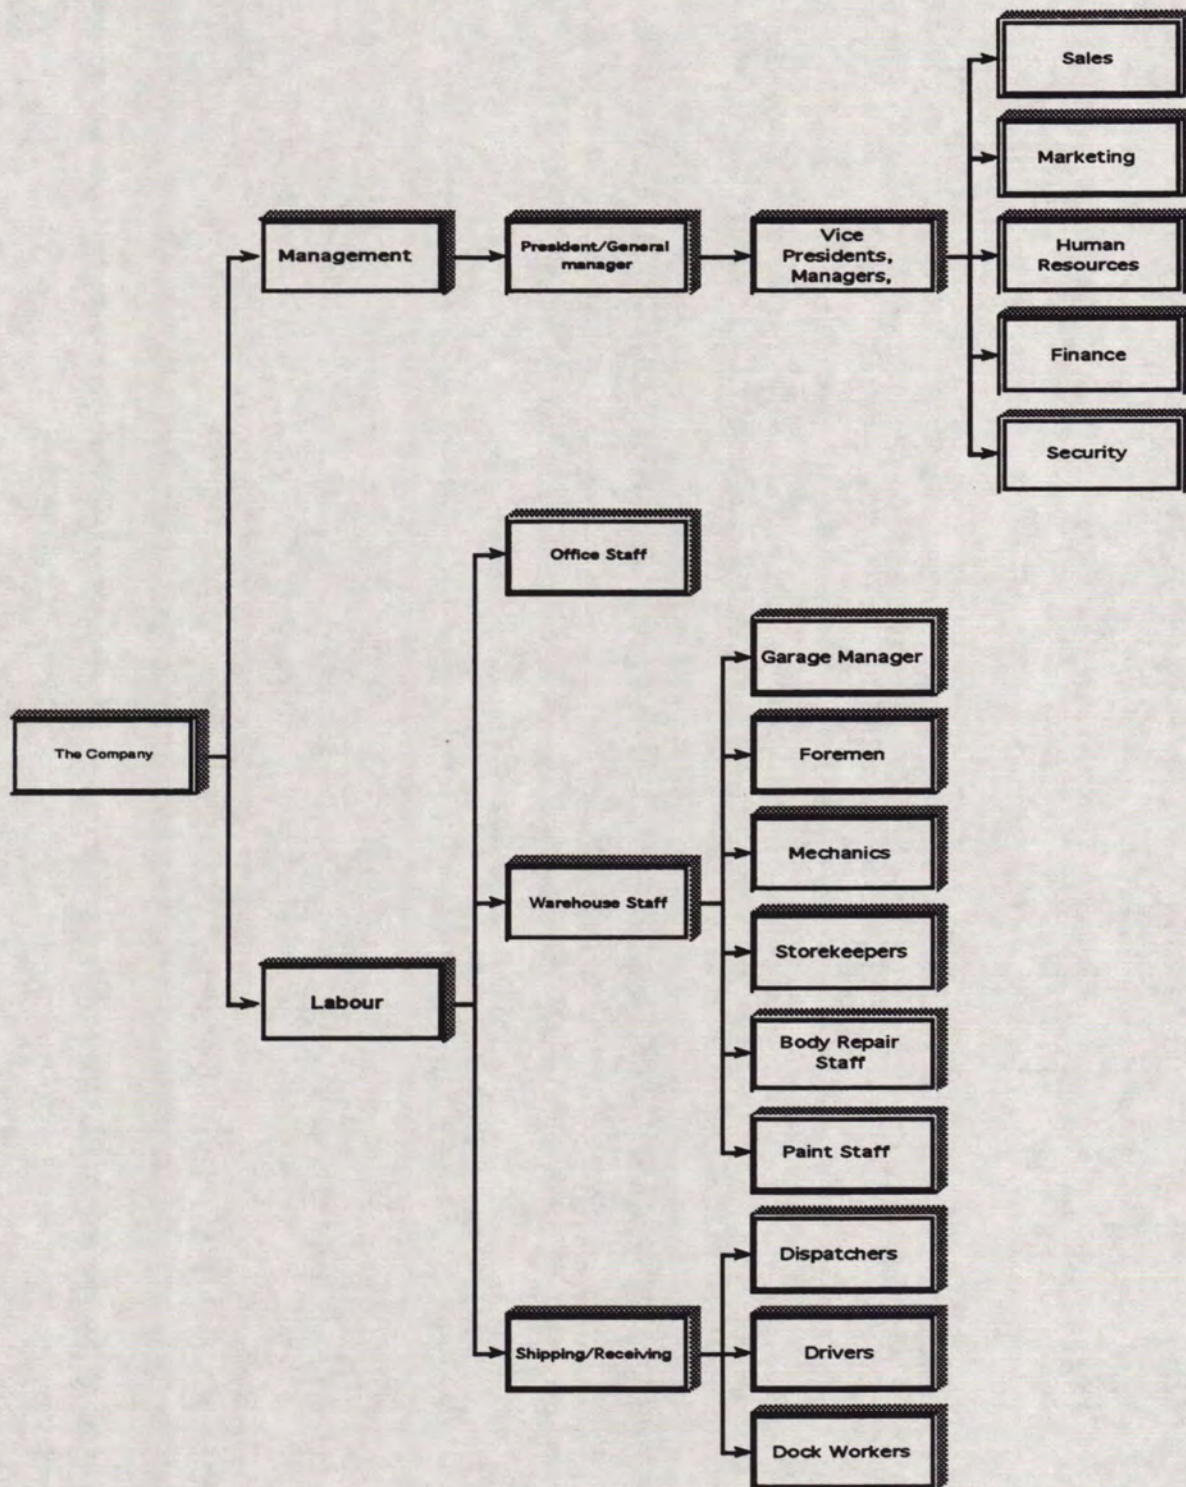 Sales
Marketing
Management
President/General
manager
Vice
Presidents,
Managers,
Human
Resources
Finance
Security
Office Staff
Garage Manager
The Company
Foremen
Mechanics
Warehouse Staff
Storekeepers
Labour
Body Repair
Staff
Paint Staff
Dispatchers
Shipping/Receiving
Drivers
Dock Workers